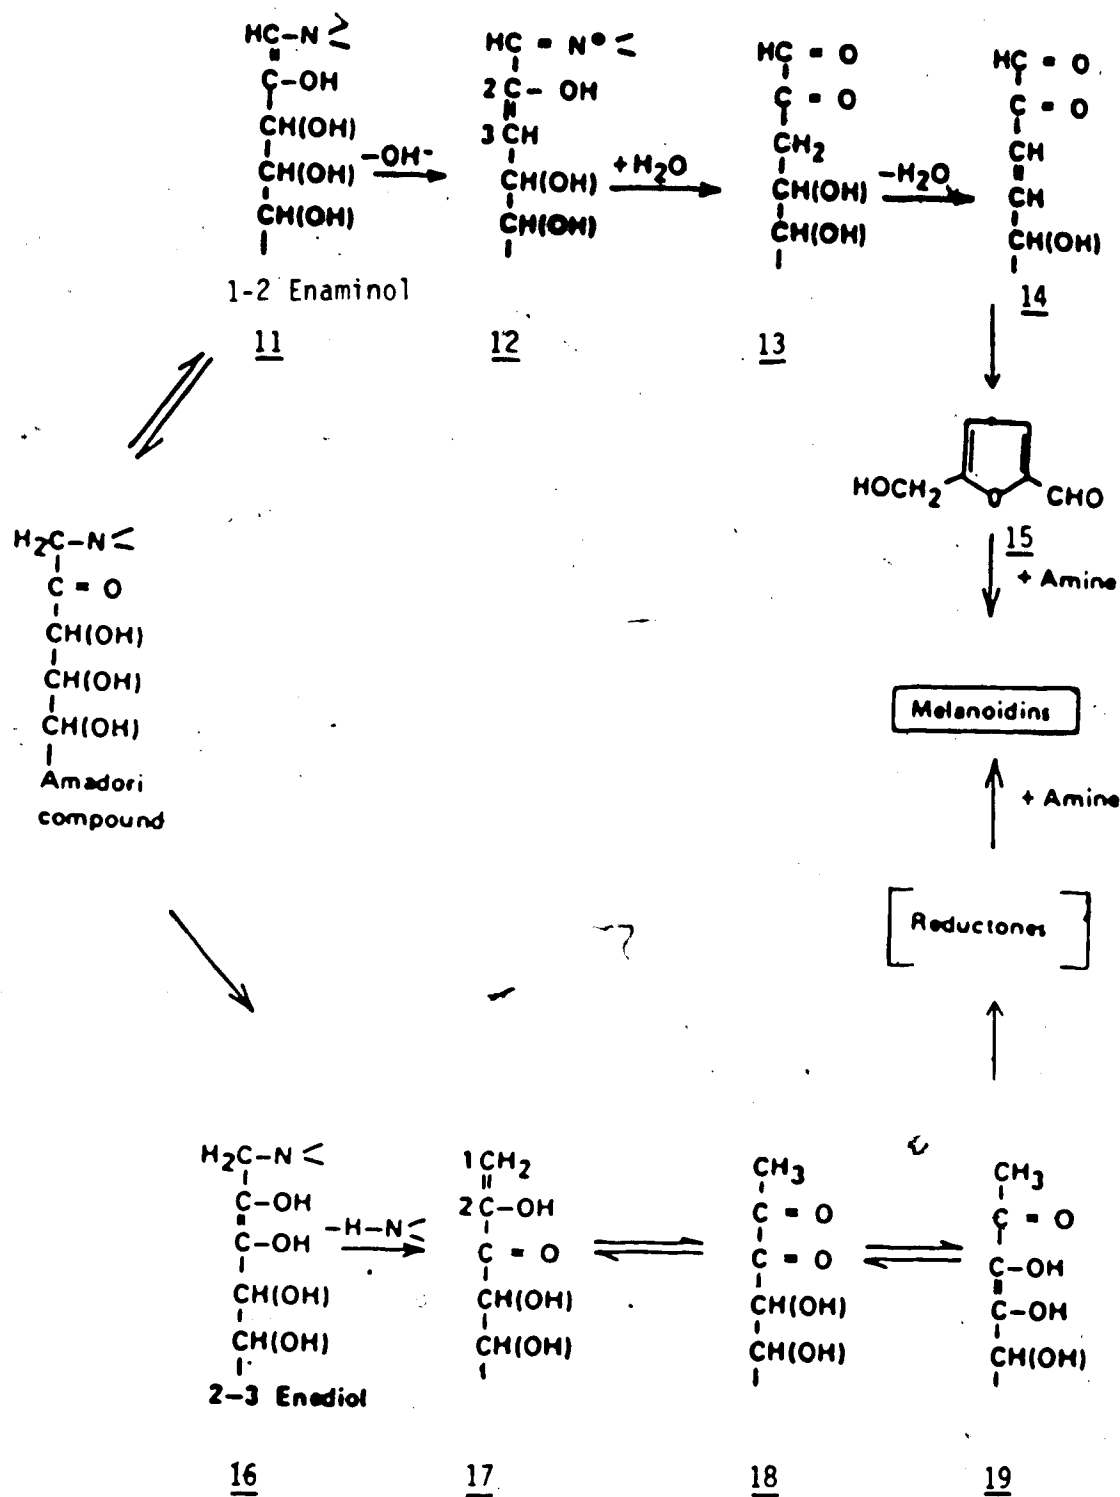 HC-N
C-OH
CH(OH)
CH(OH)
CH(OH)
1-2 Enaminol
11
-OH-
HC = N
2 C- OH
3 CH
CH(OH)
CH(OH)
12
+H2O
HC = O
C = O
CH2
CH(OH)
CH(OH)
13
-H2O
HC = O
C = O
CH
CH
CH(OH)
14
HOCH2
O
CHO
15
+ Amine
H2C-N
C = O
CH(OH)
CH(OH)
CH(OH)
Amadori
compound
Melanoidins
+ Amine
Reductones
H2C-N
C-OH
C-OH
CH(OH)
CH(OH)
2-3 Enediol
16
-H-N
1 CH2
2 C-OH
C = O
CH(OH)
CH(OH)
17
CH3
C = O
C = O
CH(OH)
CH(OH)
18
CH3
C = O
C-OH
C-OH
CH(OH)
19